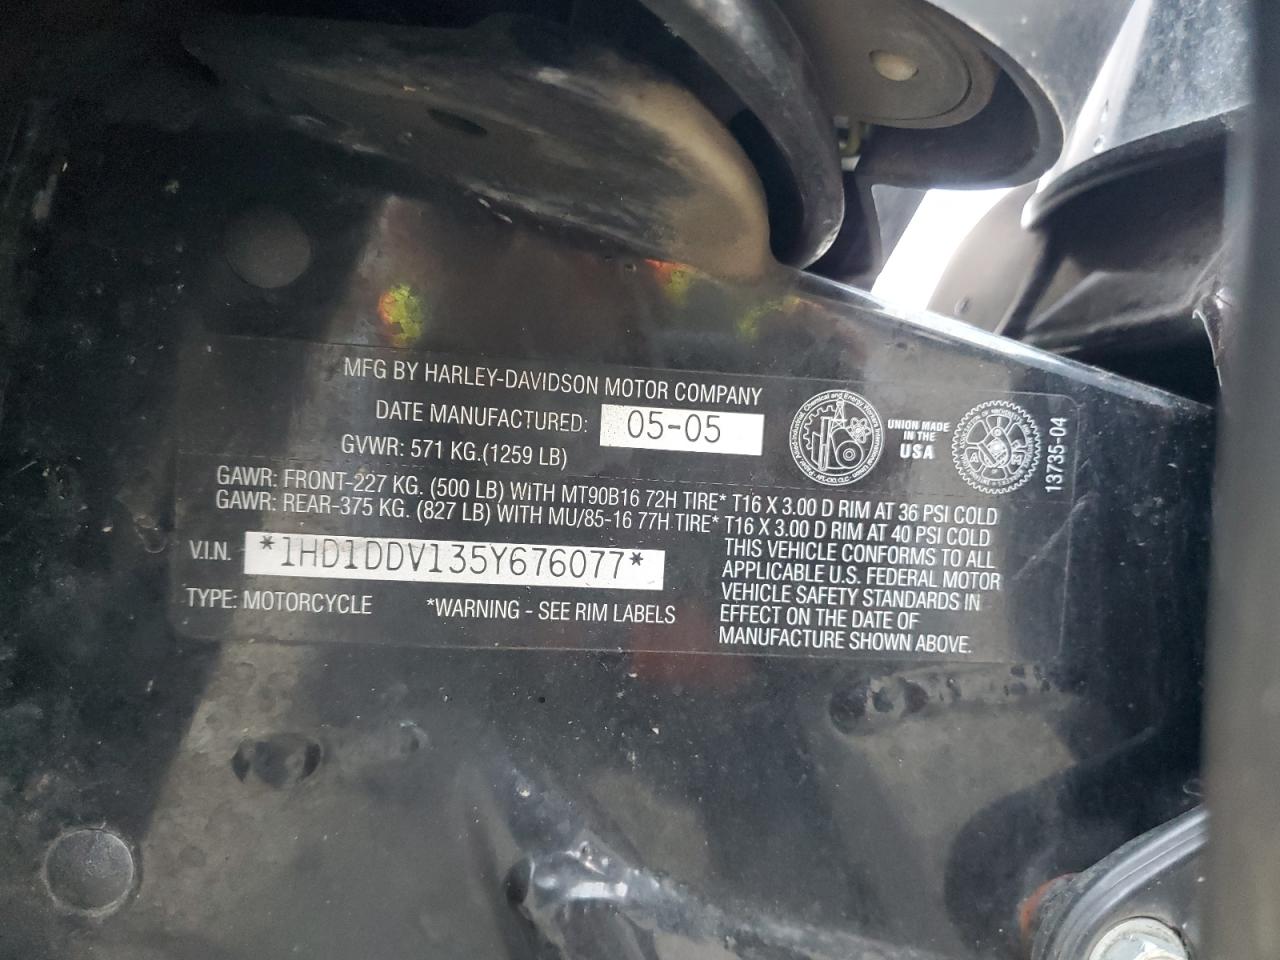 MFG BY HARLEY-DAVIDSON MOTOR COMPANY
DATE MANUFACTURED: 05-05
GVWR: 571 KG.(1259 LB)
GAWR: FRONT-227 KG. (500 LB) WITH MT90B16 72H TIRE* T16 X 3.00 D RIM AT 36 PSI COLD
GAWR: REAR-375 KG. (827 LB) WITH MU/85-16 77H TIRE* T16 X 3.00 D RIM AT 40 PSI COLD
V.I.N. *1HD1DDV135Y676077*
TYPE: MOTORCYCLE
*WARNING - SEE RIM LABELS
THIS VEHICLE CONFORMS TO ALL
APPLICABLE U.S. FEDERAL MOTOR
VEHICLE SAFETY STANDARDS IN
EFFECT ON THE DATE OF
MANUFACTURE SHOWN ABOVE.
UNION MADE
IN THE
USA
13735-04